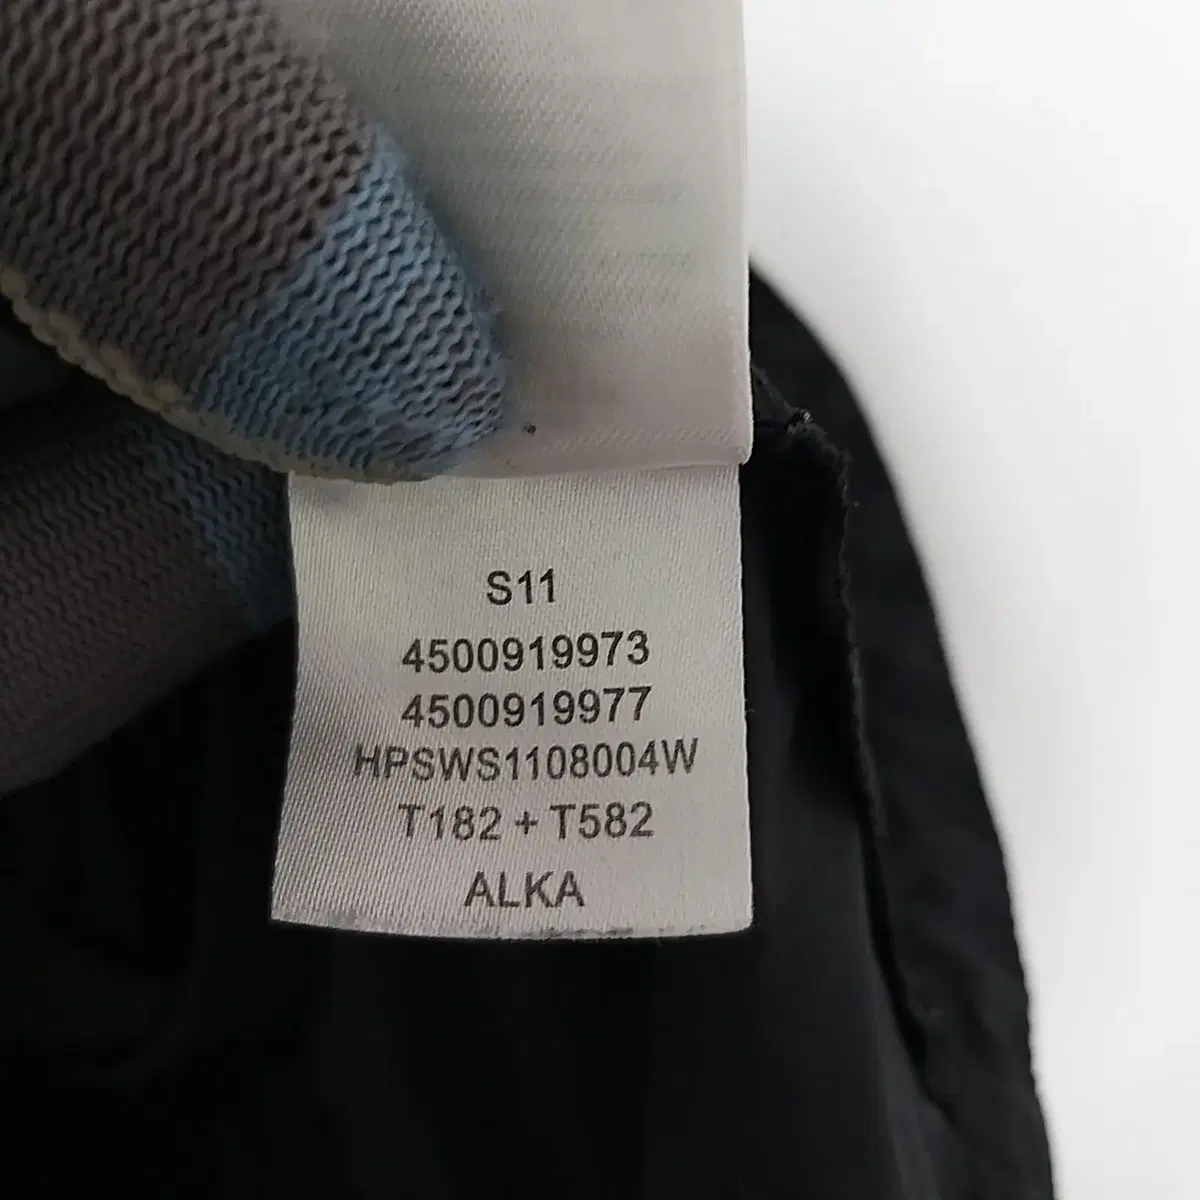 S11
4500919973
4500919977
HPSWS1108004W
T182 + T582
ALKA